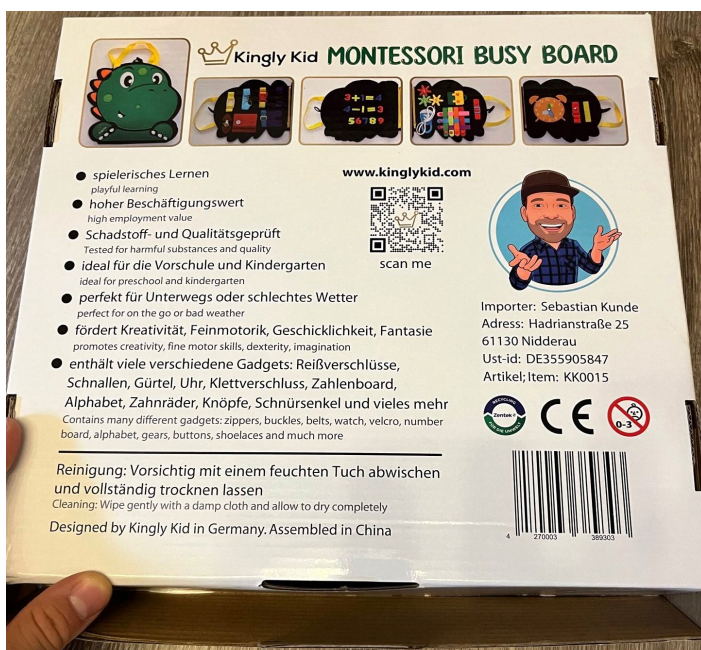 Kingly Kid MONTESSORI BUSY BOARD
3+1=4
4-1=3
56789
spielerisches Lernen
playful learning
hoher Beschäftigungswert
high employment value
Schadstoff- und Qualitätsgeprüft
Tested for harmful substances and quality
ideal für die Vorschule und Kindergarten
ideal for preschool and kindergarten
perfekt für Unterwegs oder schlechtes Wetter
perfect for on the go or bad weather
fördert Kreativität, Feinmotorik, Geschicklichkeit, Fantasie
promotes creativity, fine motor skills, dexterity, imagination
enthält viele verschiedene Gadgets: Reißverschlüsse,
Schnallen, Gürtel, Uhr, Klettverschluss, Zahlenboard,
Alphabet, Zahnräder, Knöpfe, Schnürsenkel und vieles mehr
Contains many different gadgets: zippers, buckles, belts, watch, velcro, number
board, alphabet, gears, buttons, shoelaces and much more
Reinigung: Vorsichtig mit einem feuchten Tuch abwischen
und vollständig trocknen lassen
Cleaning: Wipe gently with a damp cloth and allow to dry completely
Designed by Kingly Kid in Germany. Assembled in China
www.kinglykid.com
scan me
Importer: Sebastian Kunde
Adress: Hadrianstraße 25
61130 Nidderau
Ust-id: DE355905847
Artikel;Item: KK0015
RECYCLING
Zentek
FÜR DIE UMWELT
CE
0-3
4 270003 389303